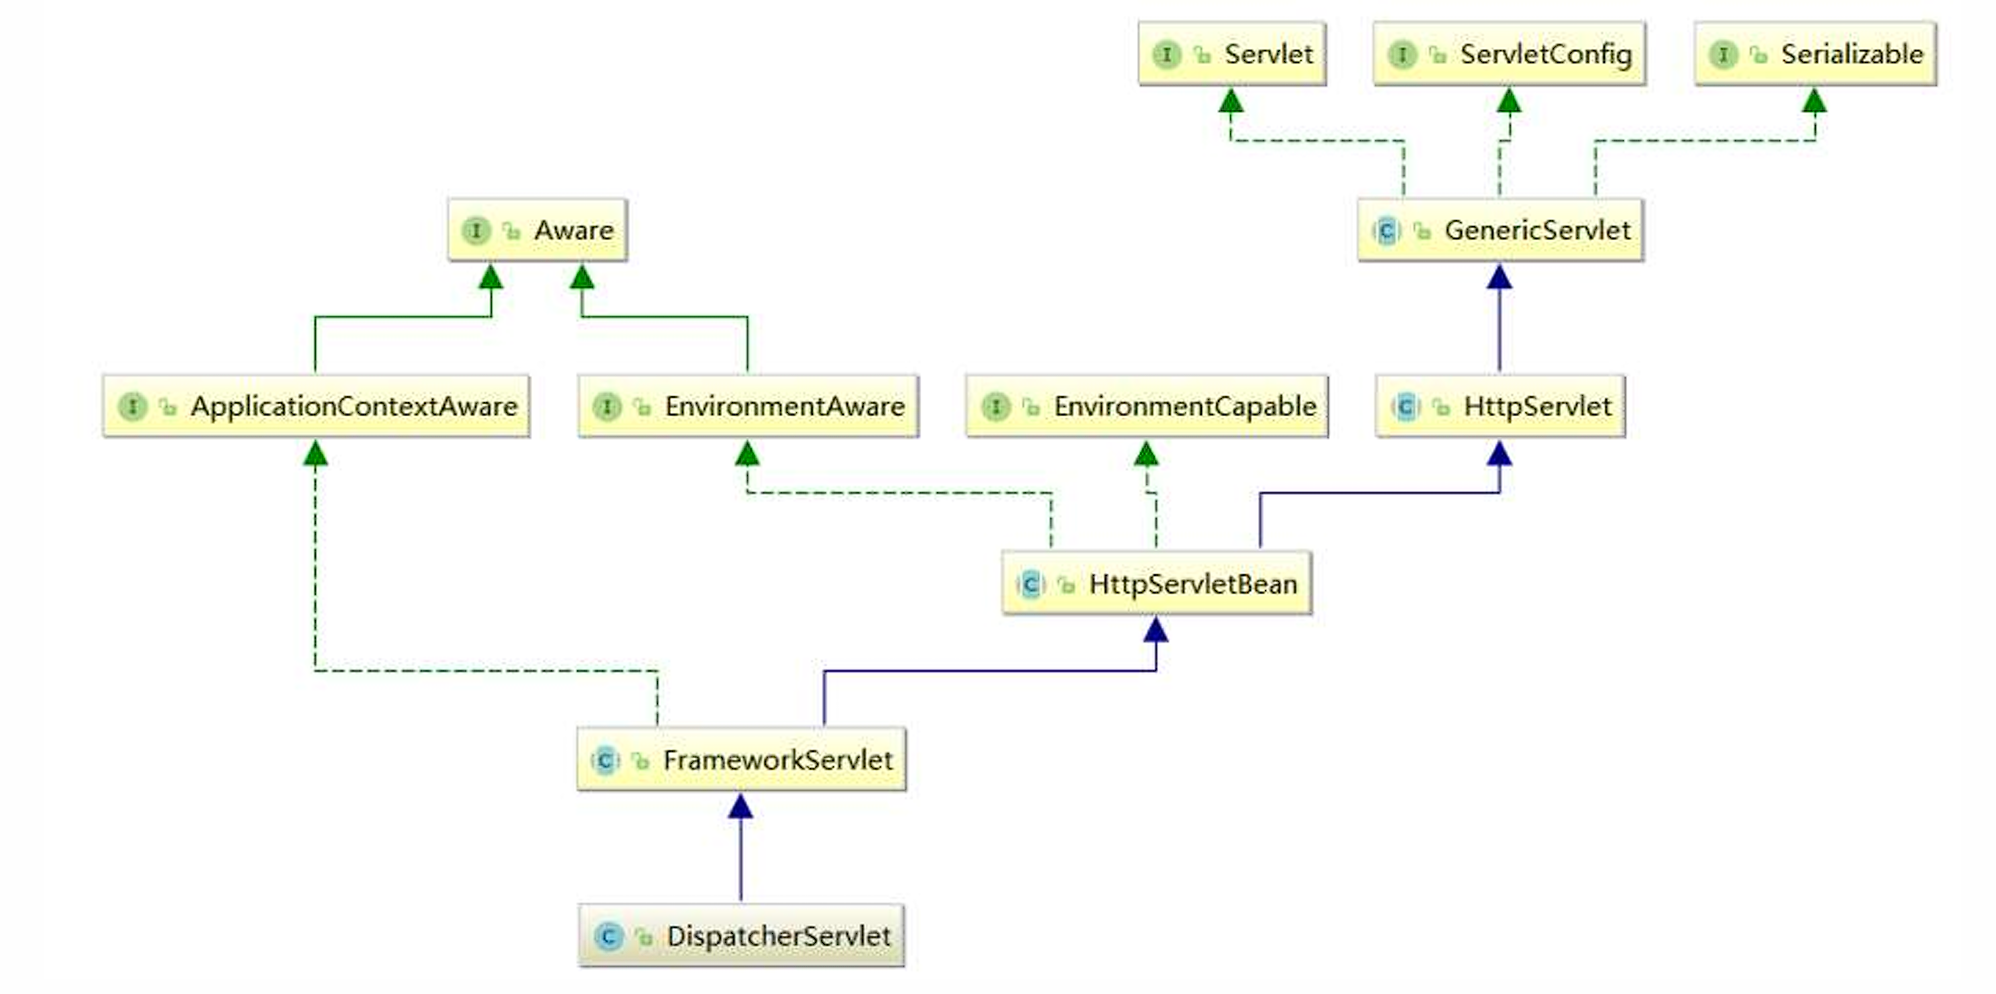 I Servlet
I ServletConfig
I Serializable
I Aware
C GenericServlet
I ApplicationContextAware
I EnvironmentAware
I EnvironmentCapable
C HttpServlet
C HttpServletBean
C FrameworkServlet
C DispatcherServlet